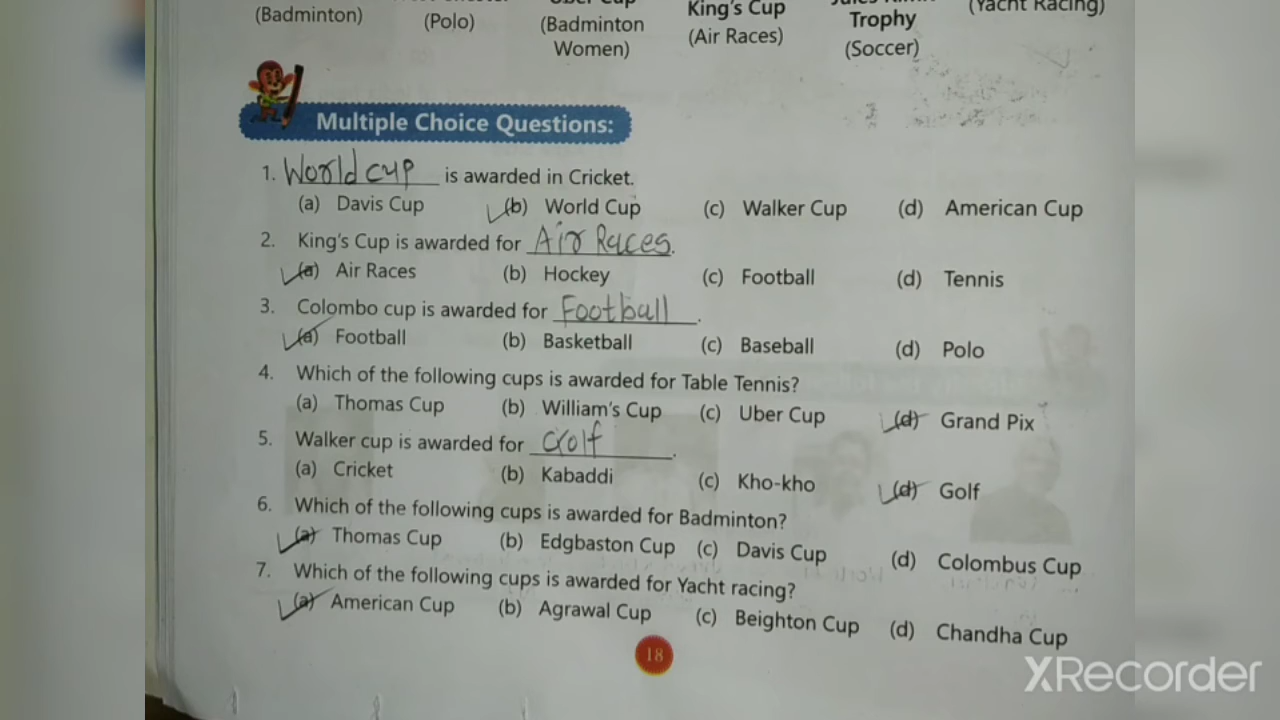 (Badminton)
(Polo)
Uber Cup
(Badminton
Women)
King's Cup
(Air Races)
Trophy
(Soccer)
(Yacht Racing)
Multiple Choice Questions:
1. World cup is awarded in Cricket.
(a) Davis Cup (b) World Cup (c) Walker Cup (d) American Cup
2. King's Cup is awarded for Air Races.
(a) Air Races (b) Hockey (c) Football (d) Tennis
3. Colombo cup is awarded for Football.
(a) Football (b) Basketball (c) Baseball (d) Polo
4. Which of the following cups is awarded for Table Tennis?
(a) Thomas Cup (b) William's Cup (c) Uber Cup (d) Grand Pix
5. Walker cup is awarded for Golf.
(a) Cricket (b) Kabaddi (c) Kho-kho (d) Golf
6. Which of the following cups is awarded for Badminton?
(a) Thomas Cup (b) Edgbaston Cup (c) Davis Cup (d) Colombus Cup
7. Which of the following cups is awarded for Yacht racing?
(a) American Cup (b) Agrawal Cup (c) Beighton Cup (d) Chandha Cup
18
XRecorder